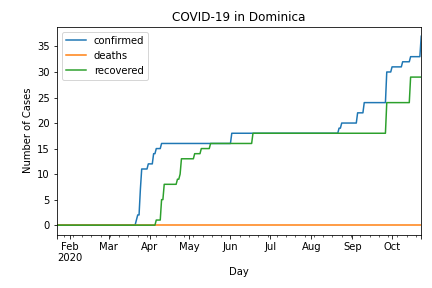 COVID-19 in Dominica
confirmed
deaths
recovered
Number of Cases
35
30
25
20
15
10
5
0
Feb Mar Apr May Jun Jul Aug Sep Oct
2020
Day